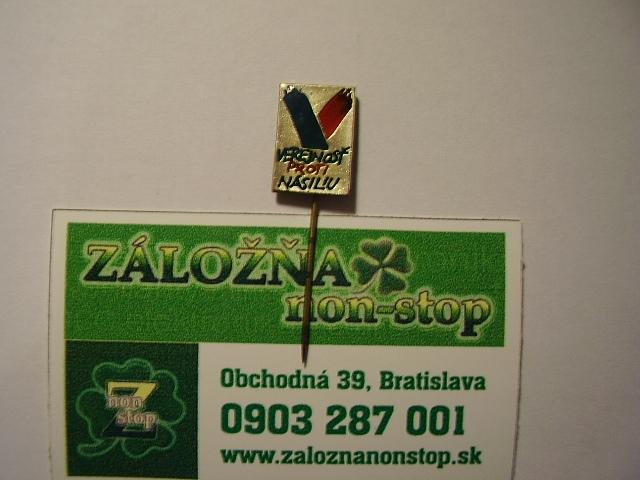 VEREJNOSŤ
PROTI
NÁSILIU
ZÁLOŽŇA
non-stop
Z
non
stop
Obchodná 39, Bratislava
0903 287 001
www.zaloznanonstop.sk